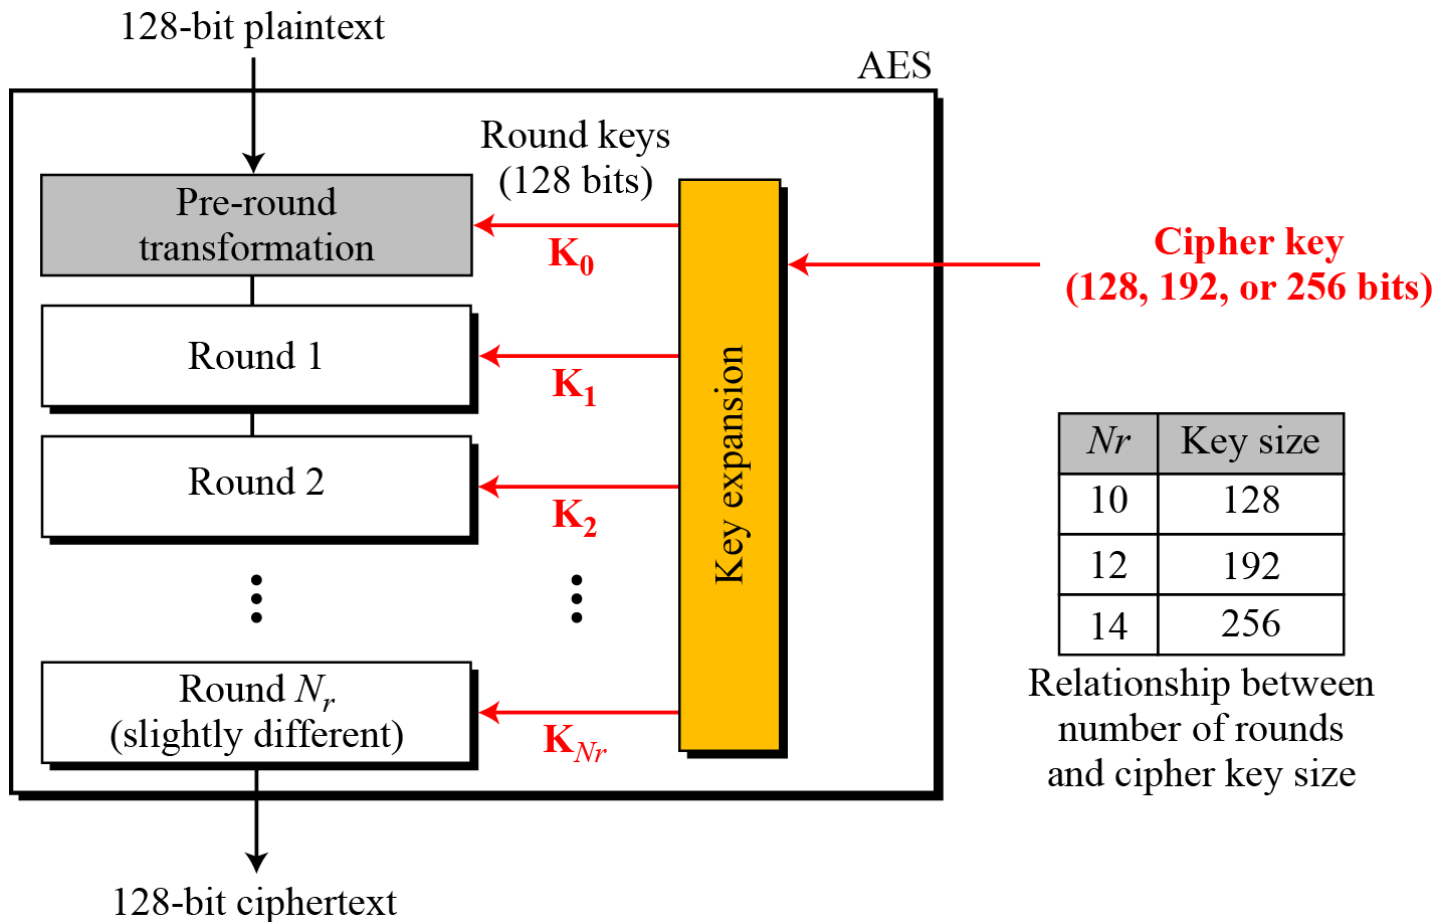 128-bit plaintext
AES
Round keys
(128 bits)
Pre-round
transformation
K0
Cipher key
(128, 192, or 256 bits)
Round 1
K1
Round 2
K2
Key expansion
Nr Key size
10 128
12 192
14 256
Relationship between
number of rounds
and cipher key size
Round Nr
(slightly different)
KNr
128-bit ciphertext